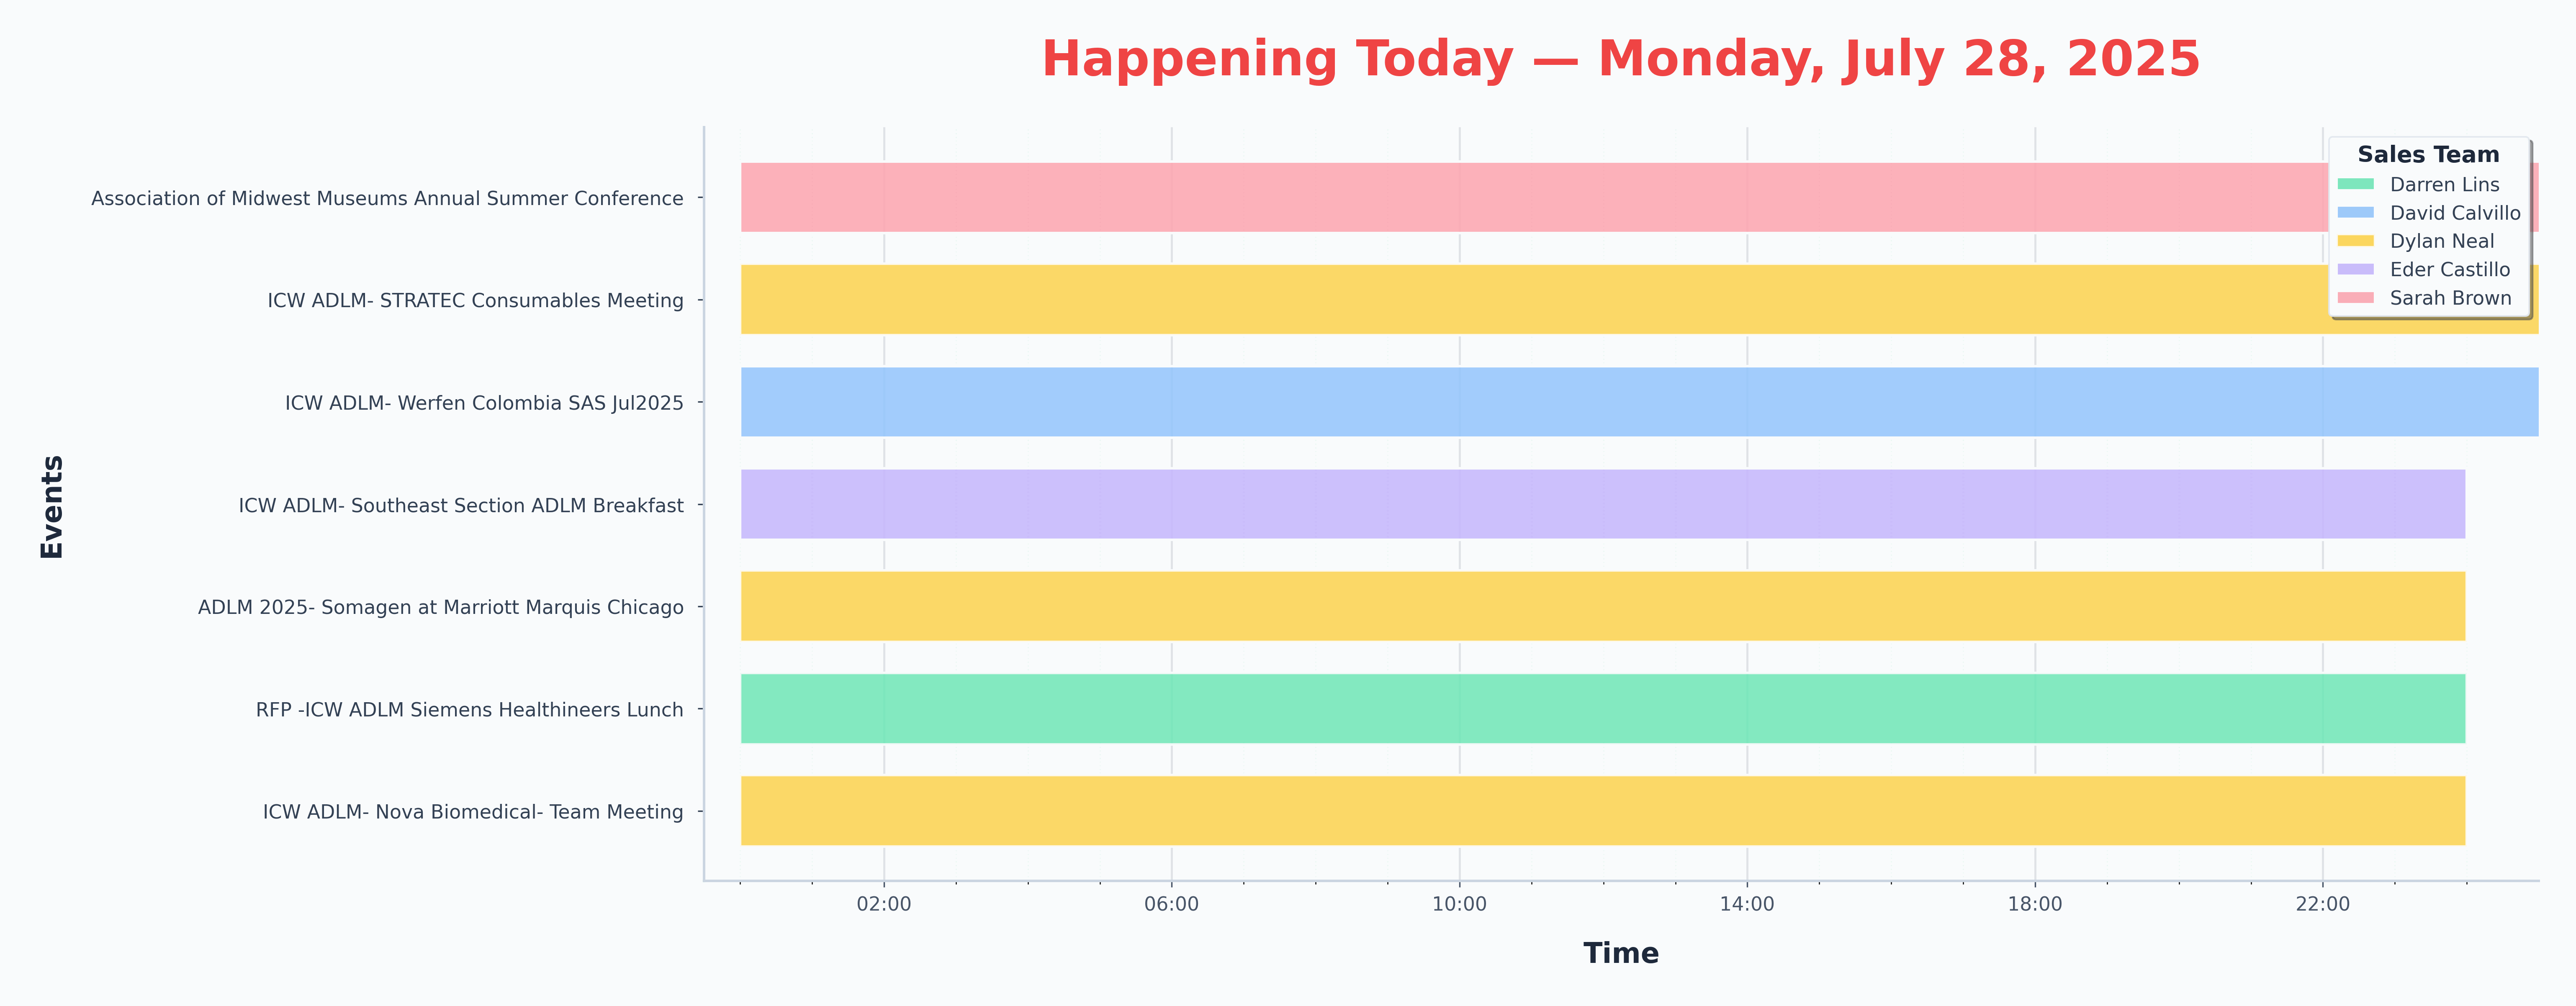 Happening Today — Monday, July 28, 2025
Sales Team
Darren Lins
David Calvillo
Dylan Neal
Eder Castillo
Sarah Brown
Events
Association of Midwest Museums Annual Summer Conference
ICW ADLM- STRATEC Consumables Meeting
ICW ADLM- Werfen Colombia SAS Jul2025
ICW ADLM- Southeast Section ADLM Breakfast
ADLM 2025- Somagen at Marriott Marquis Chicago
RFP -ICW ADLM Siemens Healthineers Lunch
ICW ADLM- Nova Biomedical- Team Meeting
02:00 06:00 10:00 14:00 18:00 22:00
Time